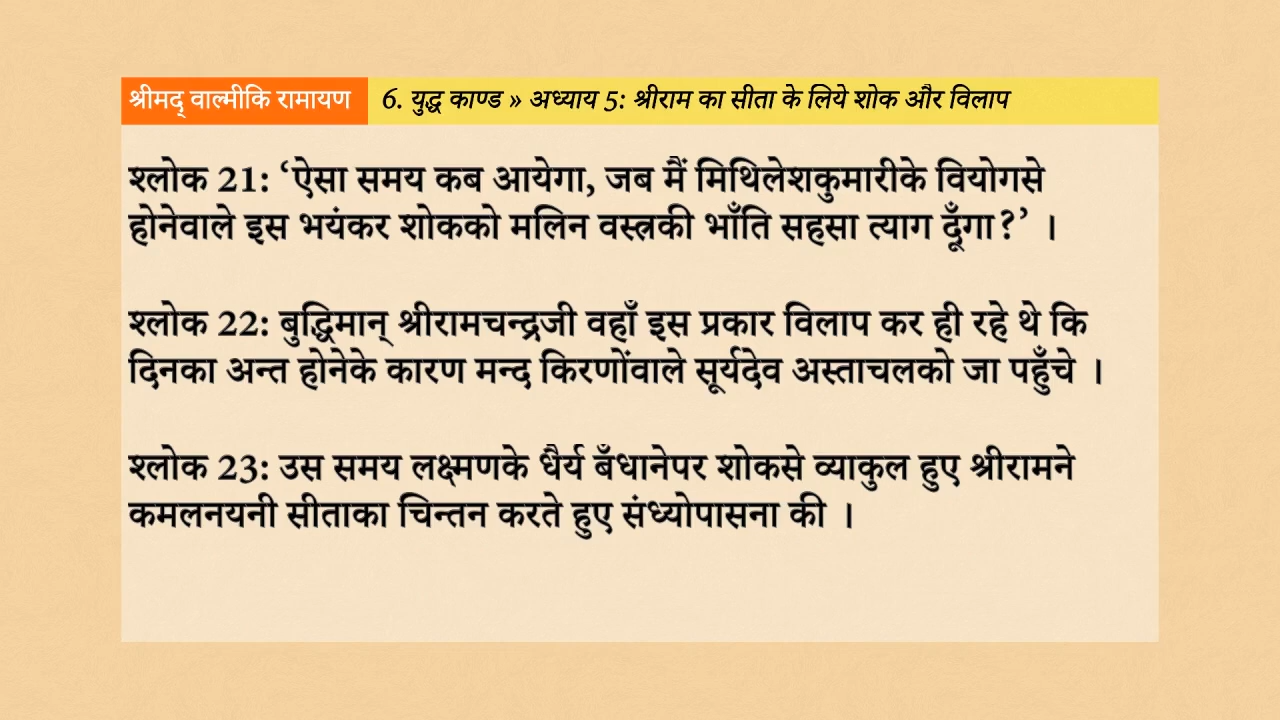 श्रीमद् वाल्मीकि रामायण 6. युद्ध काण्ड » अध्याय 5: श्रीराम का सीता के लिये शोक और विलाप
श्लोक 21: ‘ऐसा समय कब आयेगा, जब मैं मिथिलेशकुमारीके वियोगसे
होनेवाले इस भयंकर शोकको मलिन वस्त्रकी भाँति सहसा त्याग दूँगा?’ ।
श्लोक 22: बुद्धिमान् श्रीरामचन्द्रजी वहाँ इस प्रकार विलाप कर ही रहे थे कि
दिनका अन्त होनेके कारण मन्द किरणोंवाले सूर्यदेव अस्ताचलको जा पहुँचे ।
श्लोक 23: उस समय लक्ष्मणके धैर्य बँधानेपर शोकसे व्याकुल हुए श्रीरामने
कमलनयनी सीताका चिन्तन करते हुए संध्योपासना की ।